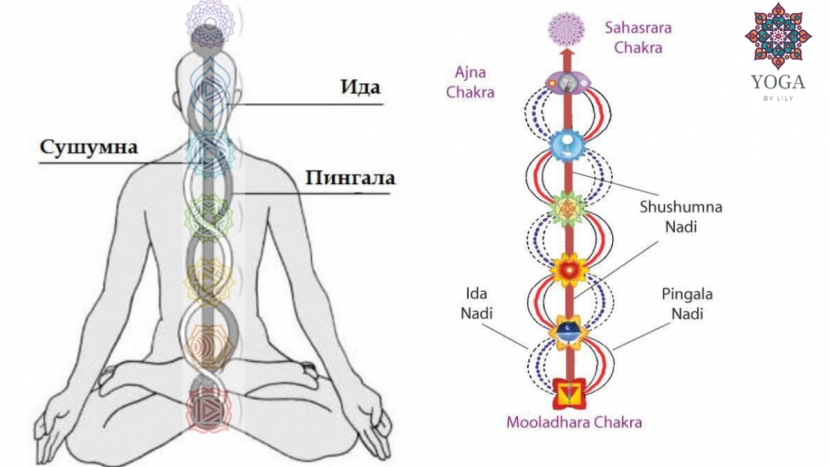 Ида
Сушумна
Пингала
Sahasrara
Chakra
Ajna
Chakra
Shushumna
Nadi
Ida
Nadi
Pingala
Nadi
Mooladhara Chakra
YOGA
BY LILY